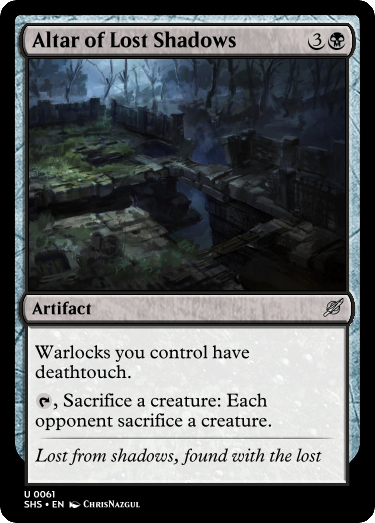 Altar of Lost Shadows 3
Artifact
Warlocks you control have
deathtouch.
, Sacrifice a creature: Each
opponent sacrifice a creature.
Lost from shadows, found with the lost
U 0061
SHS • EN ChrisNazgul